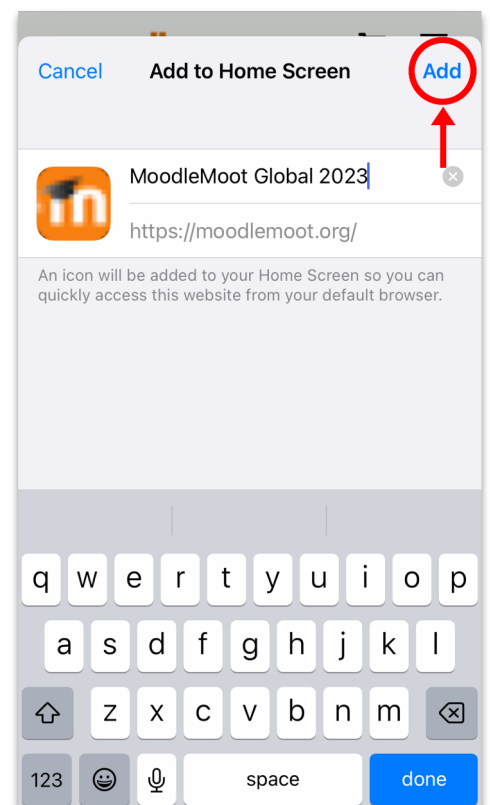 Cancel Add to Home Screen Add
MoodleMoot Global 2023
https://moodlemoot.org/
An icon will be added to your Home Screen so you can
quickly access this website from your default browser.
q w e r t y u i o p
a s d f g h j k l
z x c v b n m
123 space done